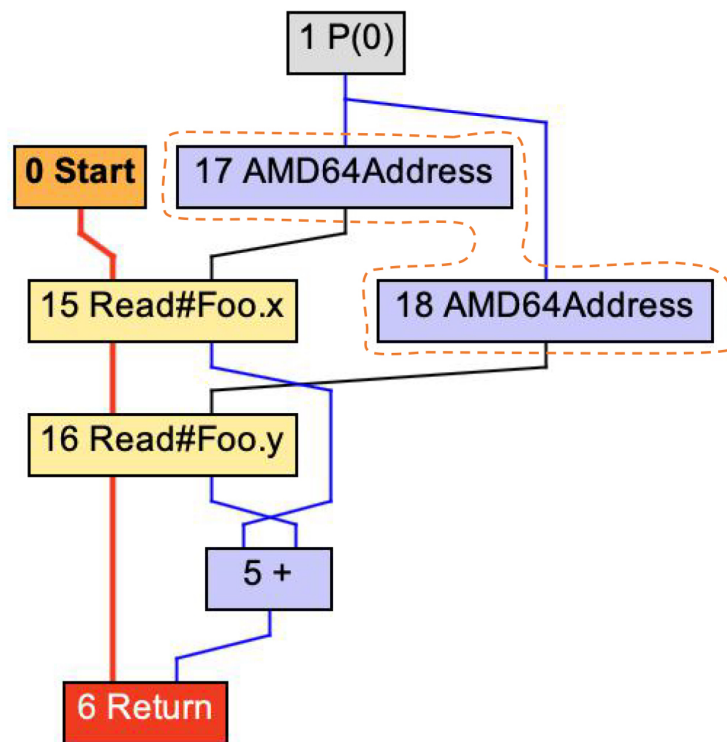 1 P(0)
0 Start
17 AMD64Address
15 Read#Foo.x
18 AMD64Address
16 Read#Foo.y
5 +
6 Return